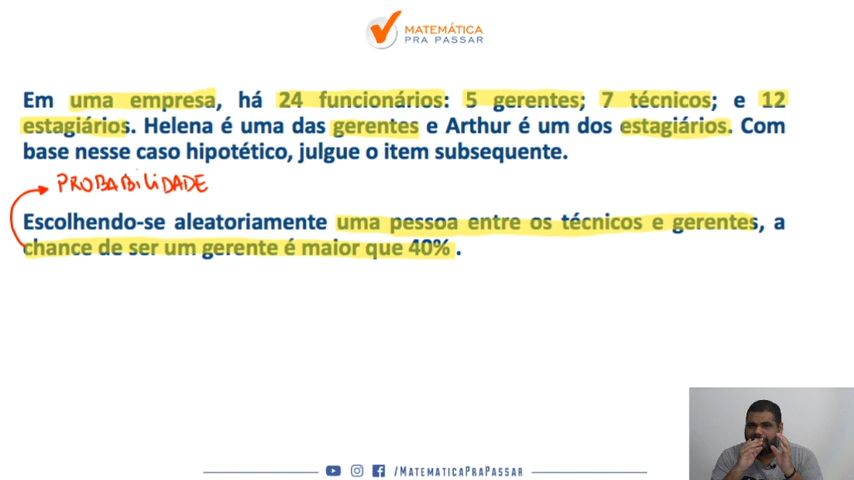 MATEMÁTICA
PRA PASSAR
Em uma empresa, há 24 funcionários: 5 gerentes; 7 técnicos; e 12
estagiários. Helena é uma das gerentes e Arthur é um dos estagiários. Com
base nesse caso hipotético, julgue o item subsequente.
PROBABILIDADE
Escolhendo-se aleatoriamente uma pessoa entre os técnicos e gerentes, a
chance de ser um gerente é maior que 40% .
/MATEMATICAPRAPASSAR